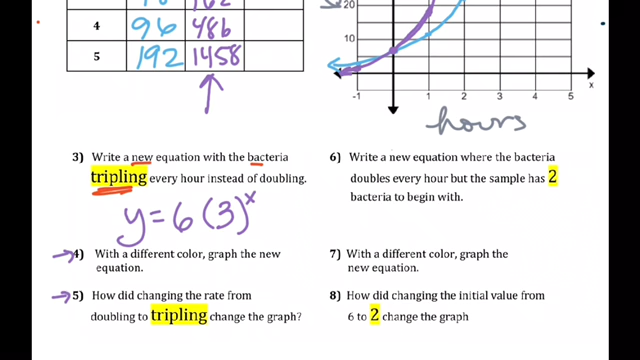 162
4 96 486
5 192 1458
20
10
-1 0 1 2 3 4 5 x
hours
3) Write a new equation with the bacteria
tripling every hour instead of doubling.
y = 6 (3)^x
4) With a different color, graph the new
equation.
5) How did changing the rate from
doubling to tripling change the graph?
6) Write a new equation where the bacteria
doubles every hour but the sample has 2
bacteria to begin with.
7) With a different color, graph the
new equation.
8) How did changing the initial value from
6 to 2 change the graph